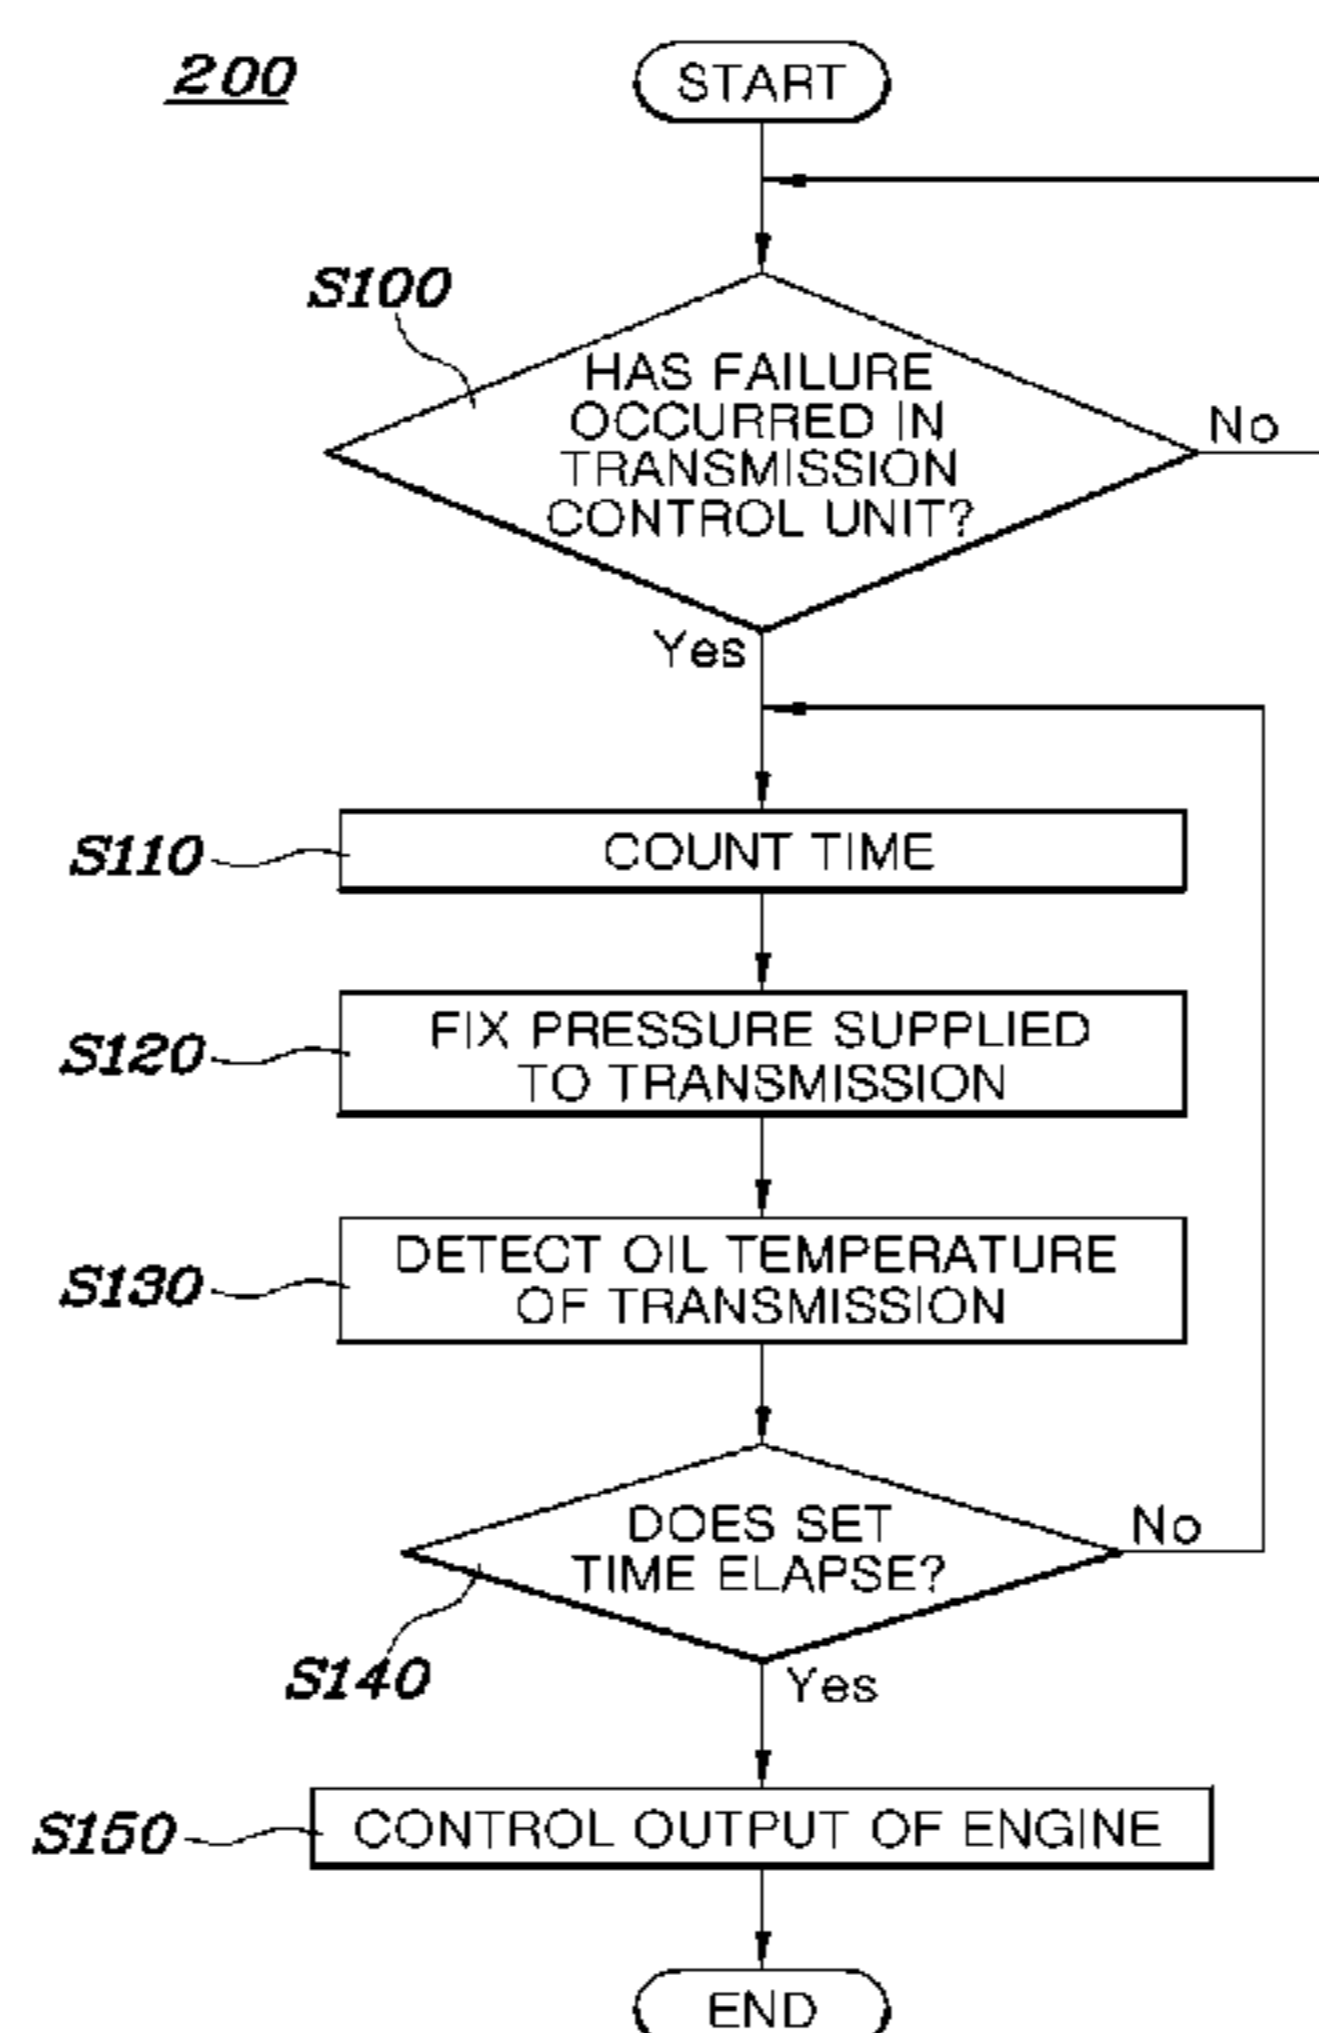 200
START
S100
HAS FAILURE
OCCURRED IN
TRANSMISSION
CONTROL UNIT?
No
Yes
S110
COUNT TIME
S120
FIX PRESSURE SUPPLIED
TO TRANSMISSION
S130
DETECT OIL TEMPERATURE
OF TRANSMISSION
DOES SET
TIME ELAPSE?
No
S140
Yes
S150
CONTROL OUTPUT OF ENGINE
END